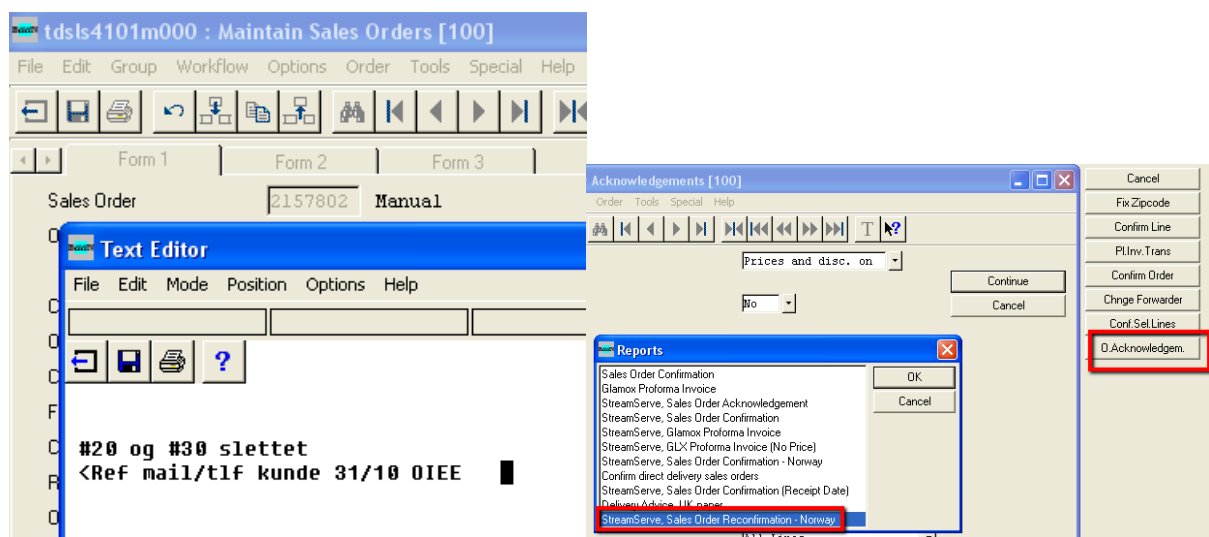 tdsls4101m000 : Maintain Sales Orders [100]
File Edit Group Workflow Options Order Tools Special Help
Form 1 Form 2 Form 3
Sales Order 2157802 Manual
Text Editor
File Edit Mode Position Options Help
#20 og #30 slettet
<Ref mail/tlf kunde 31/10 OIEE
Acknowledgements [100]
Order Tools Special Help
T
Prices and disc. on
Continue
No
Cancel
Reports
Sales Order Confirmation
Glamox Proforma Invoice
StreamServe, Sales Order Acknowledgement
StreamServe, Sales Order Confirmation
StreamServe, Glamox Proforma Invoice
StreamServe, GLX Proforma Invoice (No Price)
StreamServe, Sales Order Confirmation - Norway
Confirm direct delivery sales orders
StreamServe, Sales Order Confirmation (Receipt Date)
Delivery Advice, UK paper
StreamServe, Sales Order Reconfirmation - Norway
OK
Cancel
All Lines
Cancel
Fix Zipcode
Confirm Line
Pl.Inv.Trans
Confirm Order
Chnge Forwarder
Conf.Sel.Lines
O.Acknowledgem.